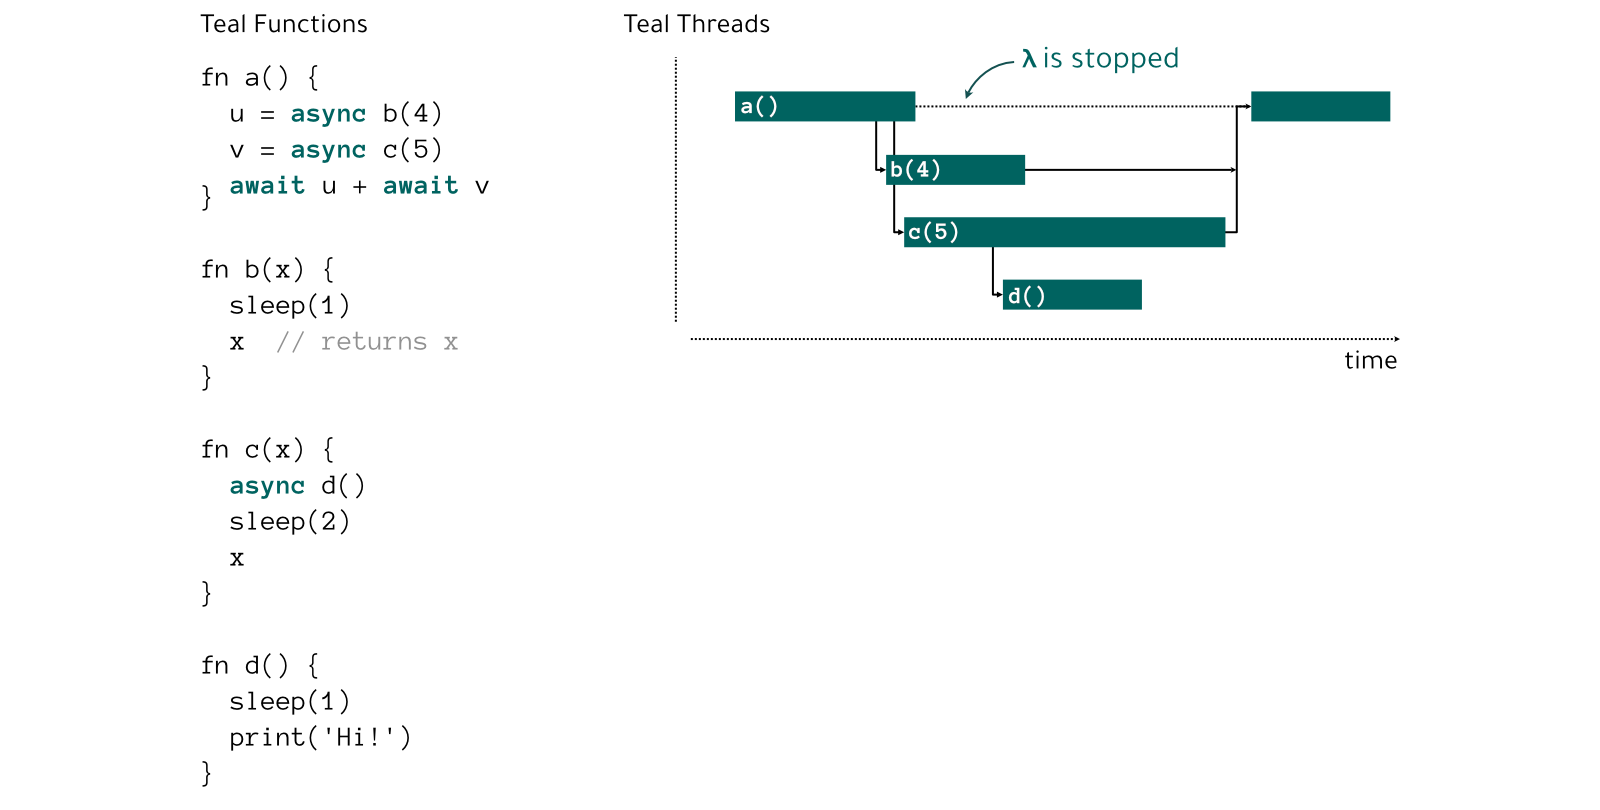 Teal Functions
fn a() {
  u = async b(4)
  v = async c(5)
  await u + await v
}
fn b(x) {
  sleep(1)
  x  // returns x
}
fn c(x) {
  async d()
  sleep(2)
  x
}
fn d() {
  sleep(1)
  print('Hi!')
}
Teal Threads
λ is stopped
a()
b(4)
c(5)
d()
time